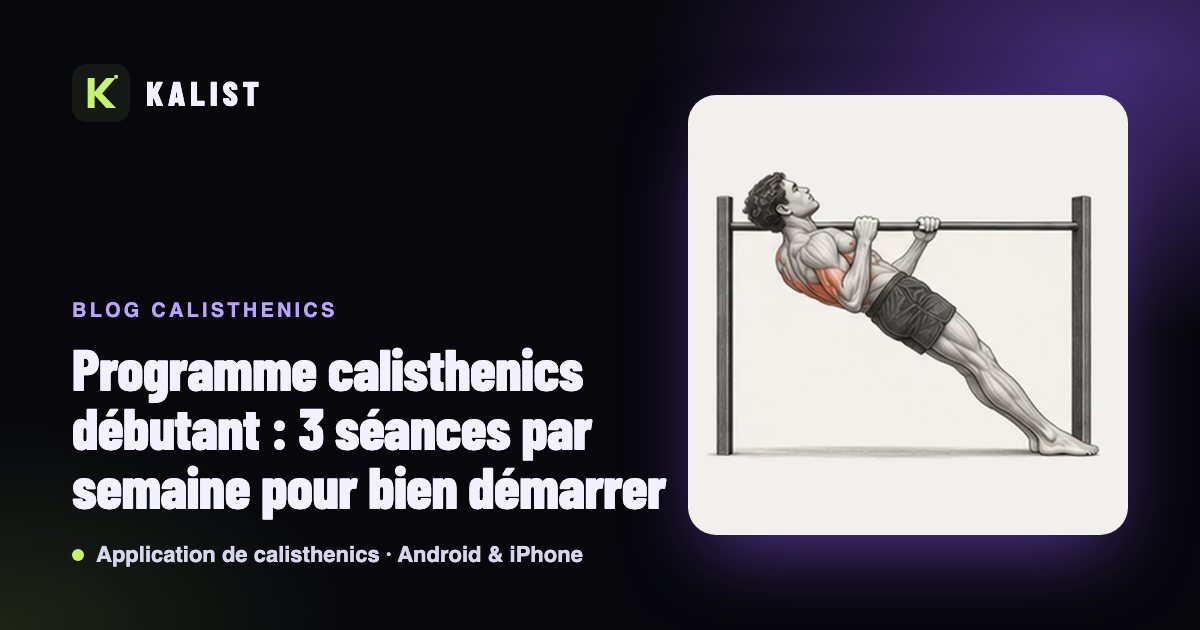 KALIST
BLOG CALISTHENICS
Programme calisthenics
débutant : 3 séances par
semaine pour bien démarrer
Application de calisthenics · Android & iPhone